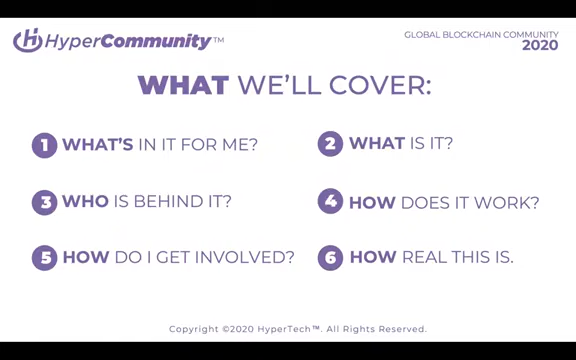 HyperCommunity™
GLOBAL BLOCKCHAIN COMMUNITY
2020
WHAT WE'LL COVER:
1 WHAT'S IN IT FOR ME?
2 WHAT IS IT?
3 WHO IS BEHIND IT?
4 HOW DOES IT WORK?
5 HOW DO I GET INVOLVED?
6 HOW REAL THIS IS.
Copyright ©2020 HyperTech™. All Rights Reserved.